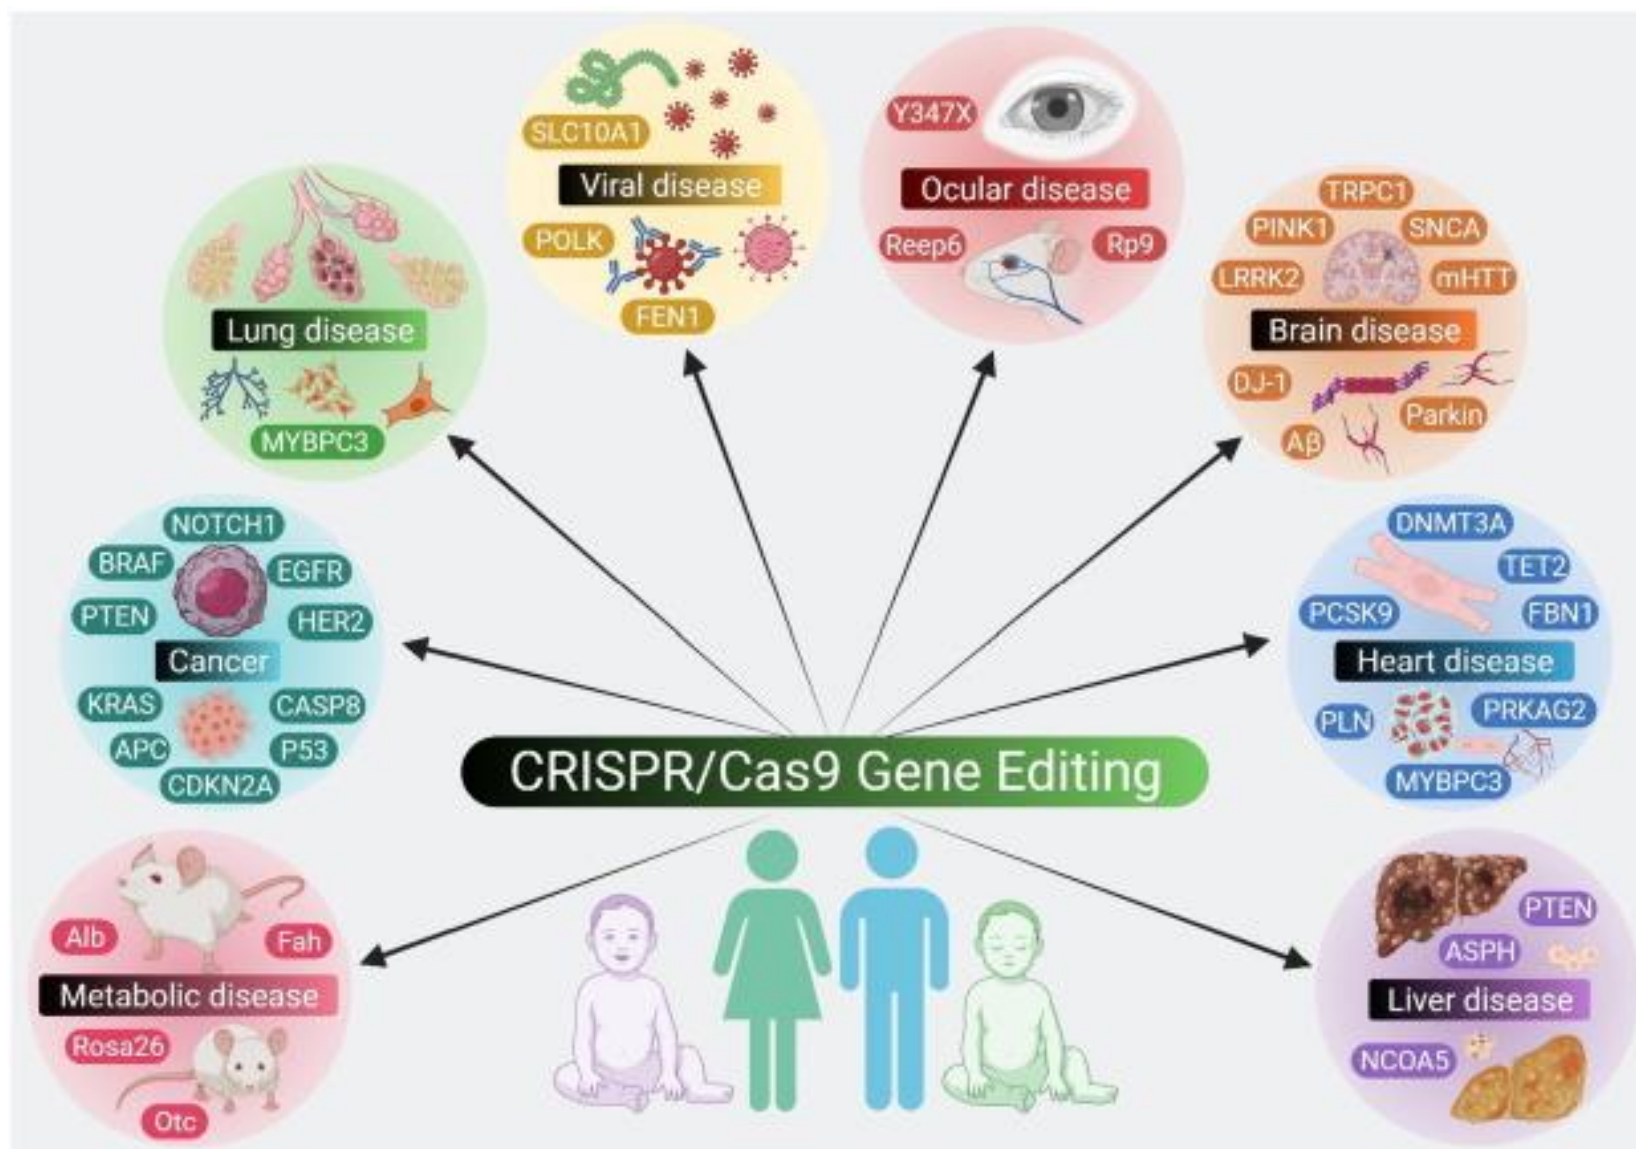 SLC10A1
Viral disease
POLK
FEN1
Y347X
Ocular disease
Reep6
Rp9
Lung disease
MYBPC3
TRPC1
PINK1
SNCA
LRRK2
mHTT
Brain disease
DJ-1
Parkin
Aβ
NOTCH1
BRAF
EGFR
PTEN
HER2
Cancer
KRAS
CASP8
APC
P53
CDKN2A
DNMT3A
TET2
PCSK9
FBN1
Heart disease
PLN
PRKAG2
MYBPC3
CRISPR/Cas9 Gene Editing
Alb
Fah
Metabolic disease
Rosa26
Otc
PTEN
ASPH
Liver disease
NCOA5